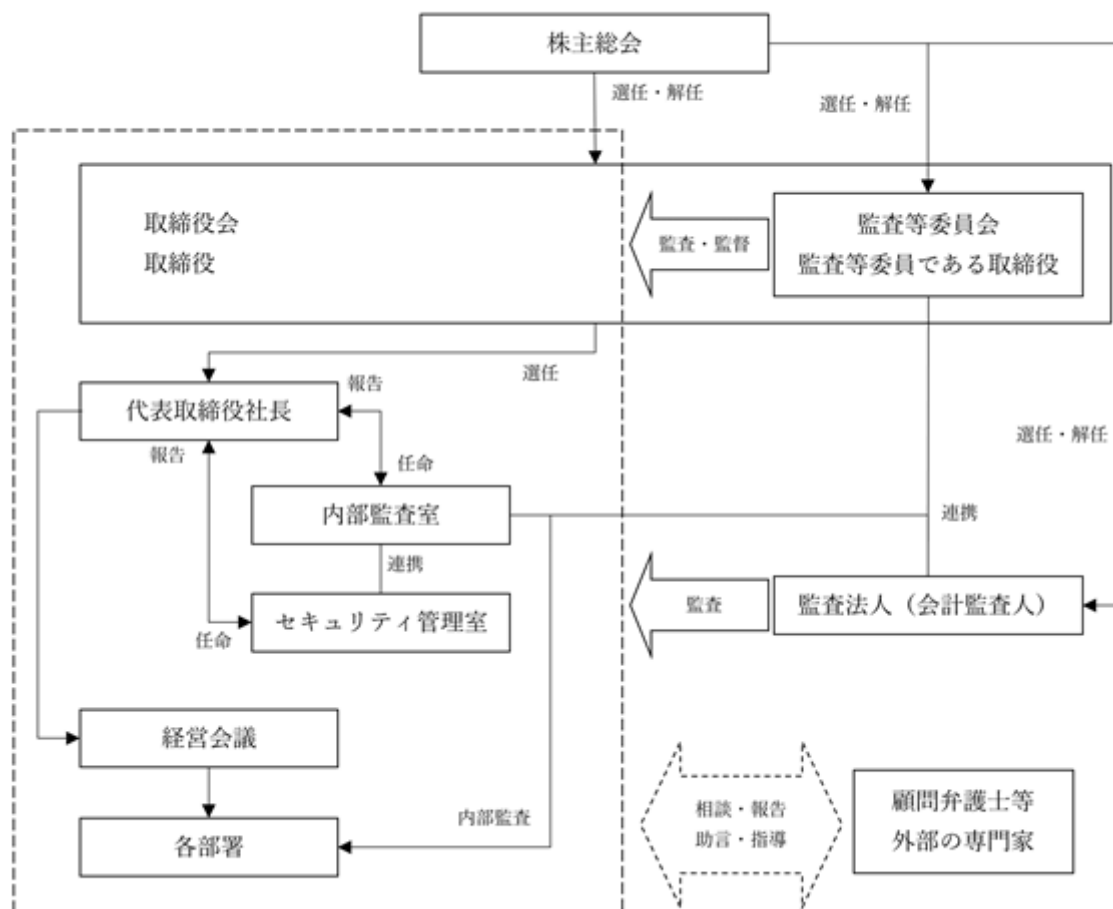 株主総会
選任・解任
選任・解任
取締役会
取締役
監査・監督
監査等委員会
監査等委員である取締役
選任
代表取締役社長
報告
報告
任命
選任・解任
内部監査室
連携
連携
セキュリティ管理室
任命
監査
監査法人（会計監査人）
経営会議
内部監査
各部署
相談・報告
助言・指導
顧問弁護士等
外部の専門家